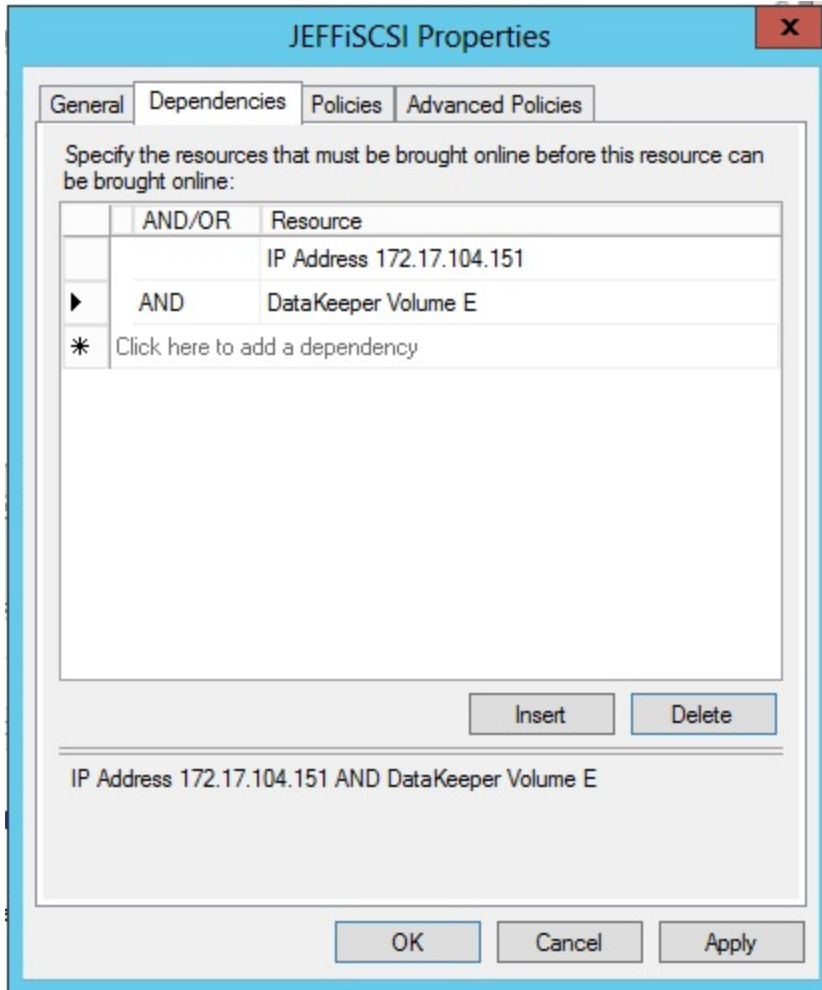 JEFFiSCSI Properties
x
General Dependencies Policies Advanced Policies
Specify the resources that must be brought online before this resource can
be brought online:
AND/OR Resource
IP Address 172.17.104.151
AND DataKeeper Volume E
Click here to add a dependency
Insert Delete
IP Address 172.17.104.151 AND DataKeeper Volume E
OK Cancel Apply